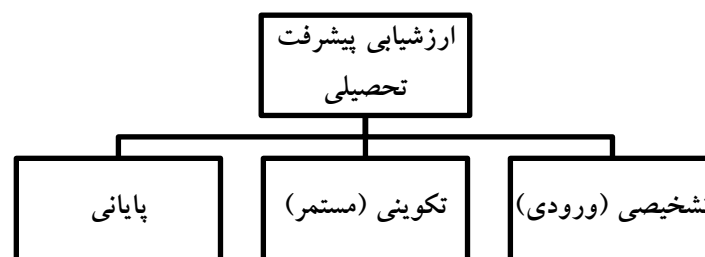 ارزشیابی پیشرفت
تحصیلی
تشخیصی (ورودی)
تکوینی (مستمر)
پایانی